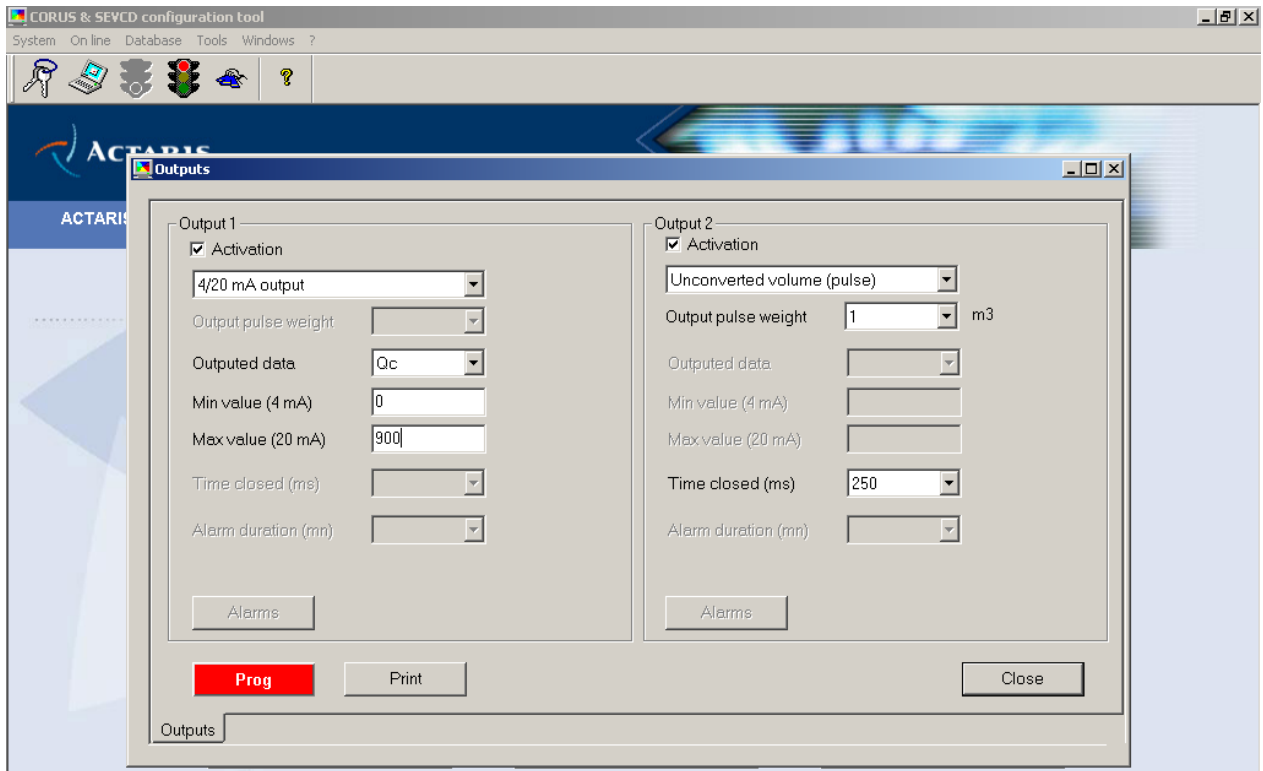 CORUS & SEVCD configuration tool
System On line Database Tools Windows ?
ACTARIS
Outputs
ACTARIS
Output 1
Activation
4/20 mA output
Output pulse weight
Outputed data Qc
Min value (4 mA) 0
Max value (20 mA) 900
Time closed (ms)
Alarm duration (mn)
Alarms
Output 2
Activation
Unconverted volume (pulse)
Output pulse weight 1 m3
Outputed data
Min value (4 mA)
Max value (20 mA)
Time closed (ms) 250
Alarm duration (mn)
Alarms
Prog Print Close
Outputs